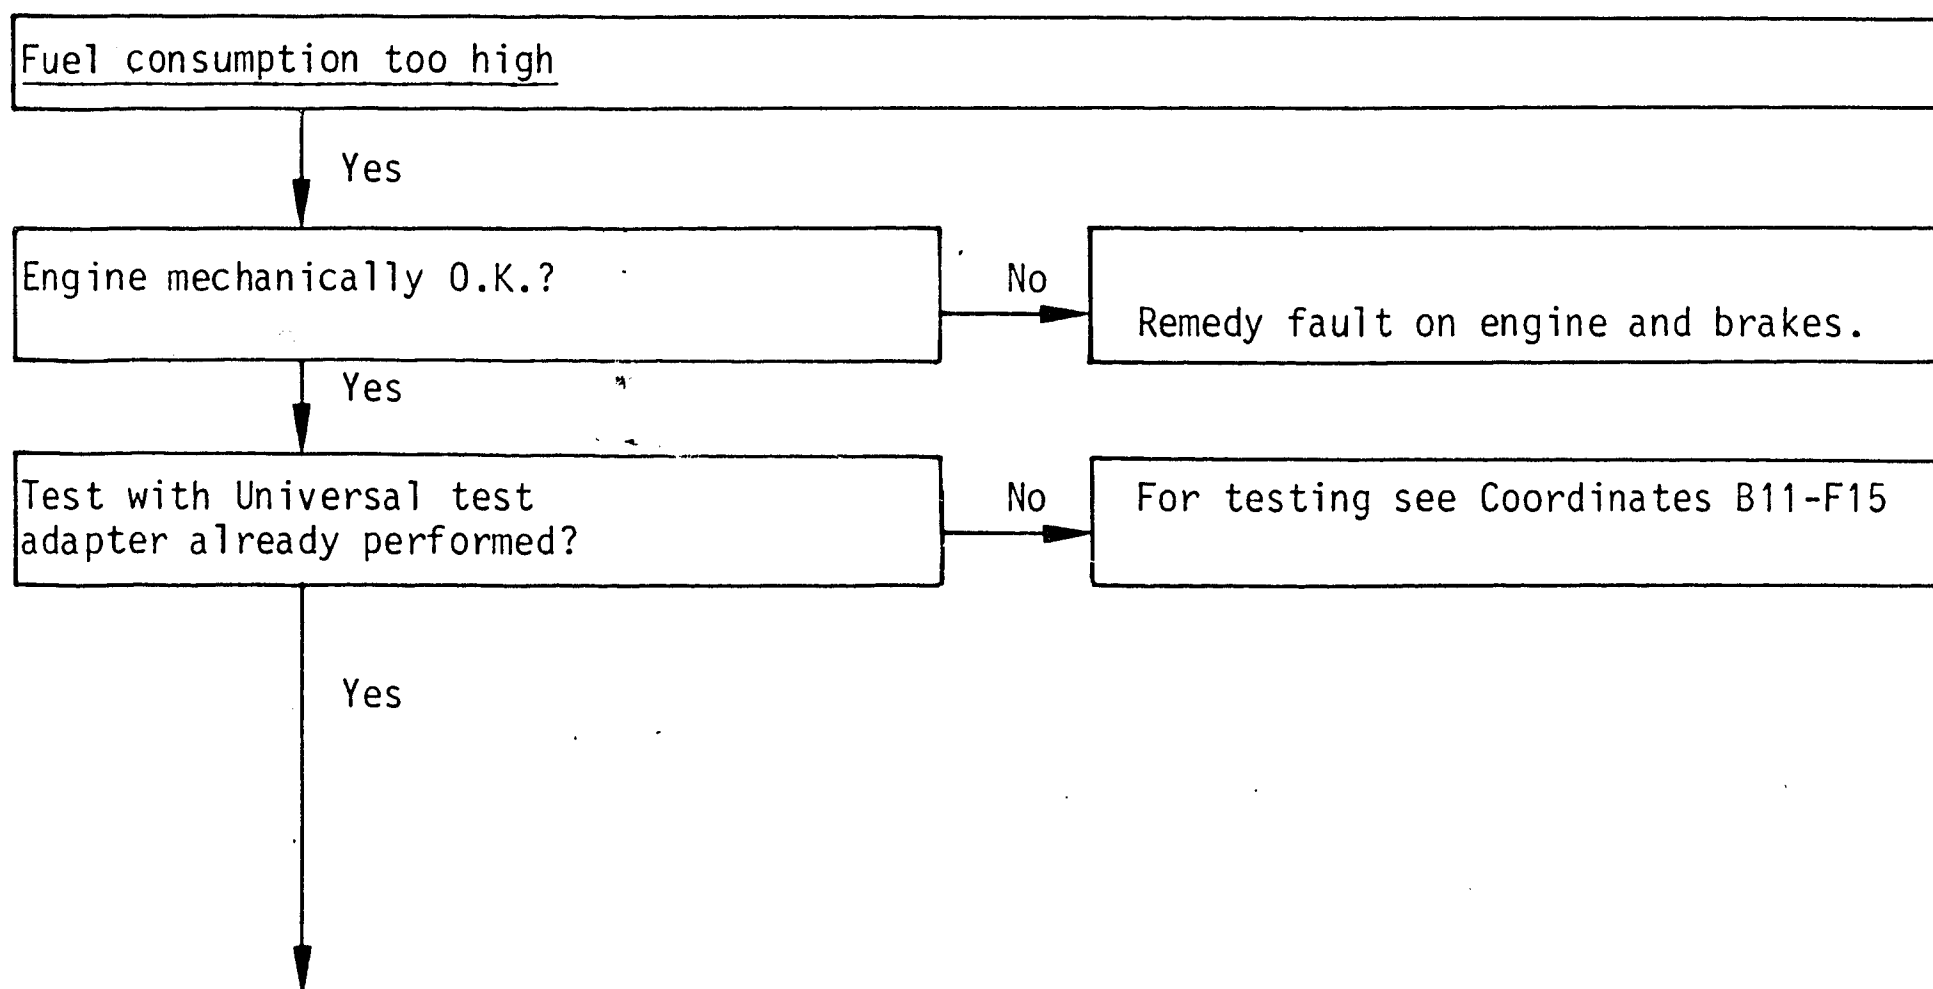 Fuel consumption too high
Yes
Engine mechanically O.K.?
No
Remedy fault on engine and brakes.
Yes
Test with Universal test
adapter already performed?
No
For testing see Coordinates B11-F15
Yes